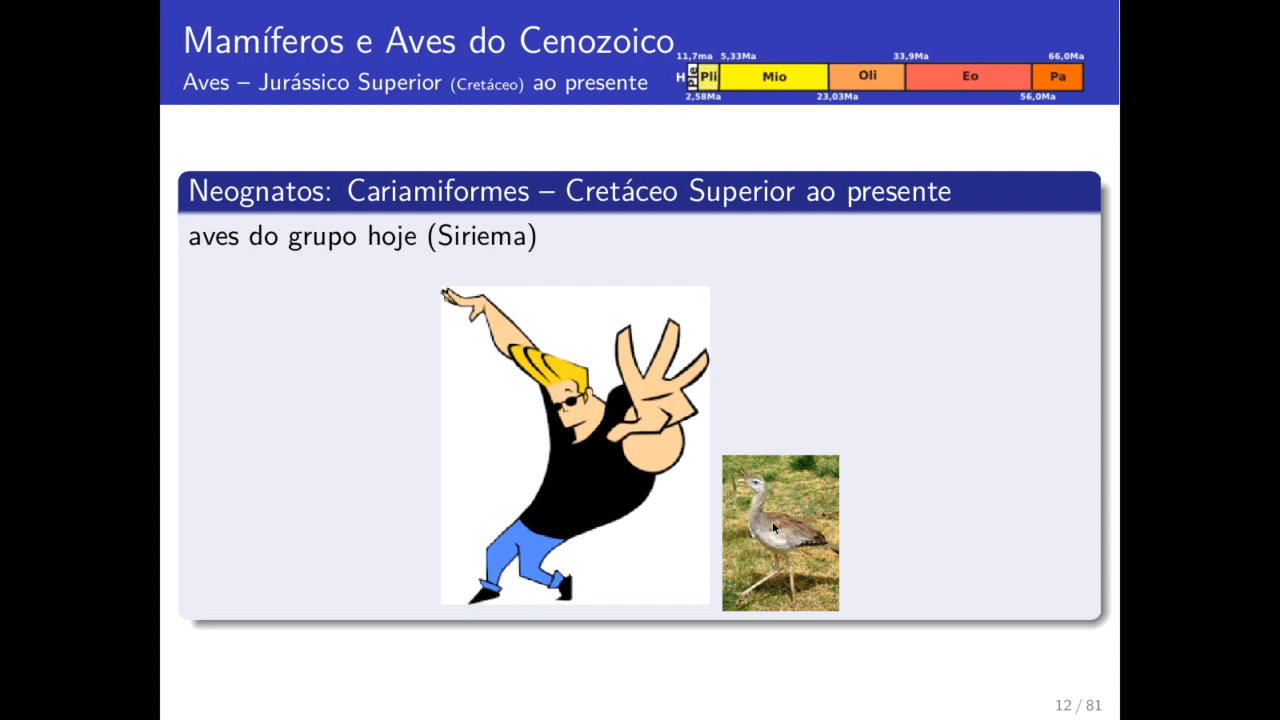 Mamíferos e Aves do Cenozoico
Aves – Jurássico Superior (Cretáceo) ao presente
11,7ma 5,33Ma 33,9Ma 66,0Ma
H Ple Pli Mio Oli Eo Pa
2,58Ma 23,03Ma 56,0Ma
Neognatos: Cariamiformes – Cretáceo Superior ao presente
aves do grupo hoje (Siriema)
12 / 81